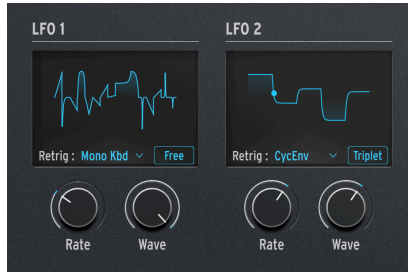 LFO 1
LFO 2
Retrig : Mono Kbd Free
Retrig : CycEnv Triplet
Rate Wave
Rate Wave